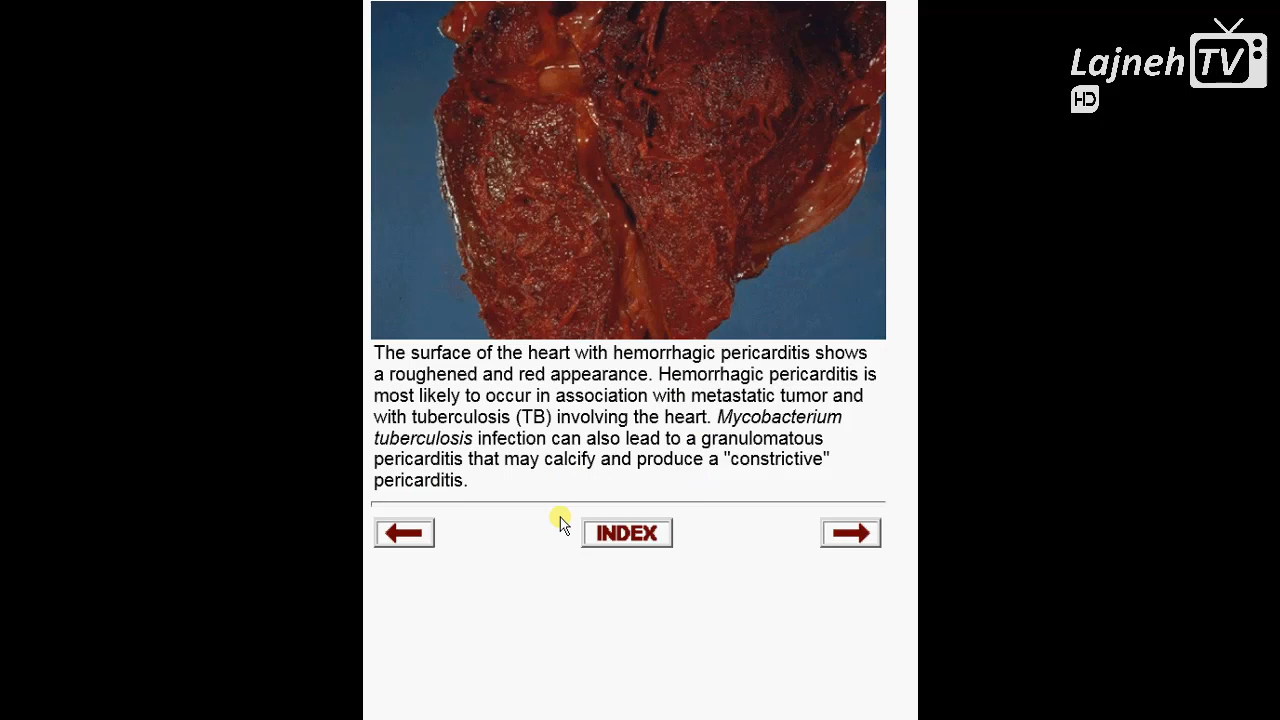 Lajneh TV
HD
The surface of the heart with hemorrhagic pericarditis shows
a roughened and red appearance. Hemorrhagic pericarditis is
most likely to occur in association with metastatic tumor and
with tuberculosis (TB) involving the heart. Mycobacterium
tuberculosis infection can also lead to a granulomatous
pericarditis that may calcify and produce a "constrictive"
pericarditis.
INDEX